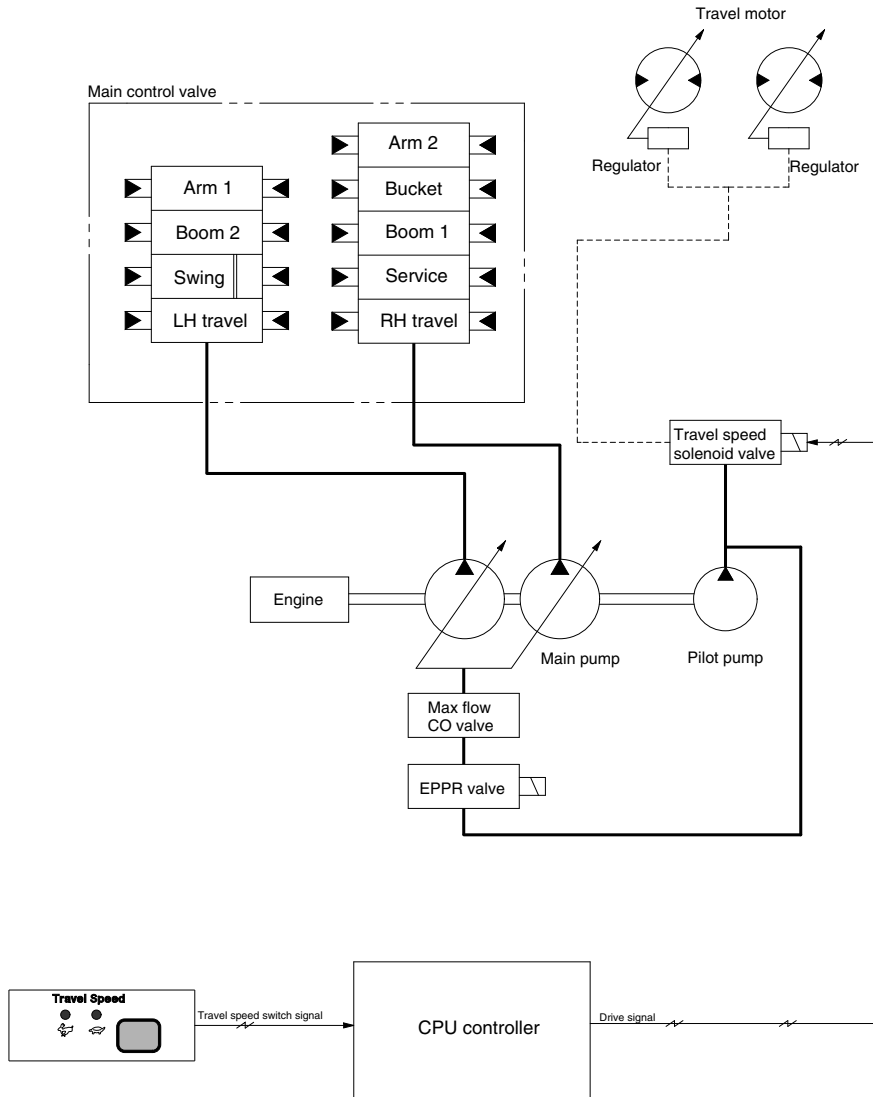 Travel motor
Main control valve
Regulator
Regulator
Arm 1
Boom 2
Swing
LH travel
Arm 2
Bucket
Boom 1
Service
RH travel
Travel speed
solenoid valve
Engine
Main pump
Pilot pump
Max flow
CO valve
EPPR valve
Travel Speed
Travel speed switch signal
CPU controller
Drive signal